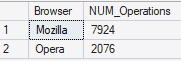 Browser NUM_Operations
1 Mozilla 7924
2 Opera 2076